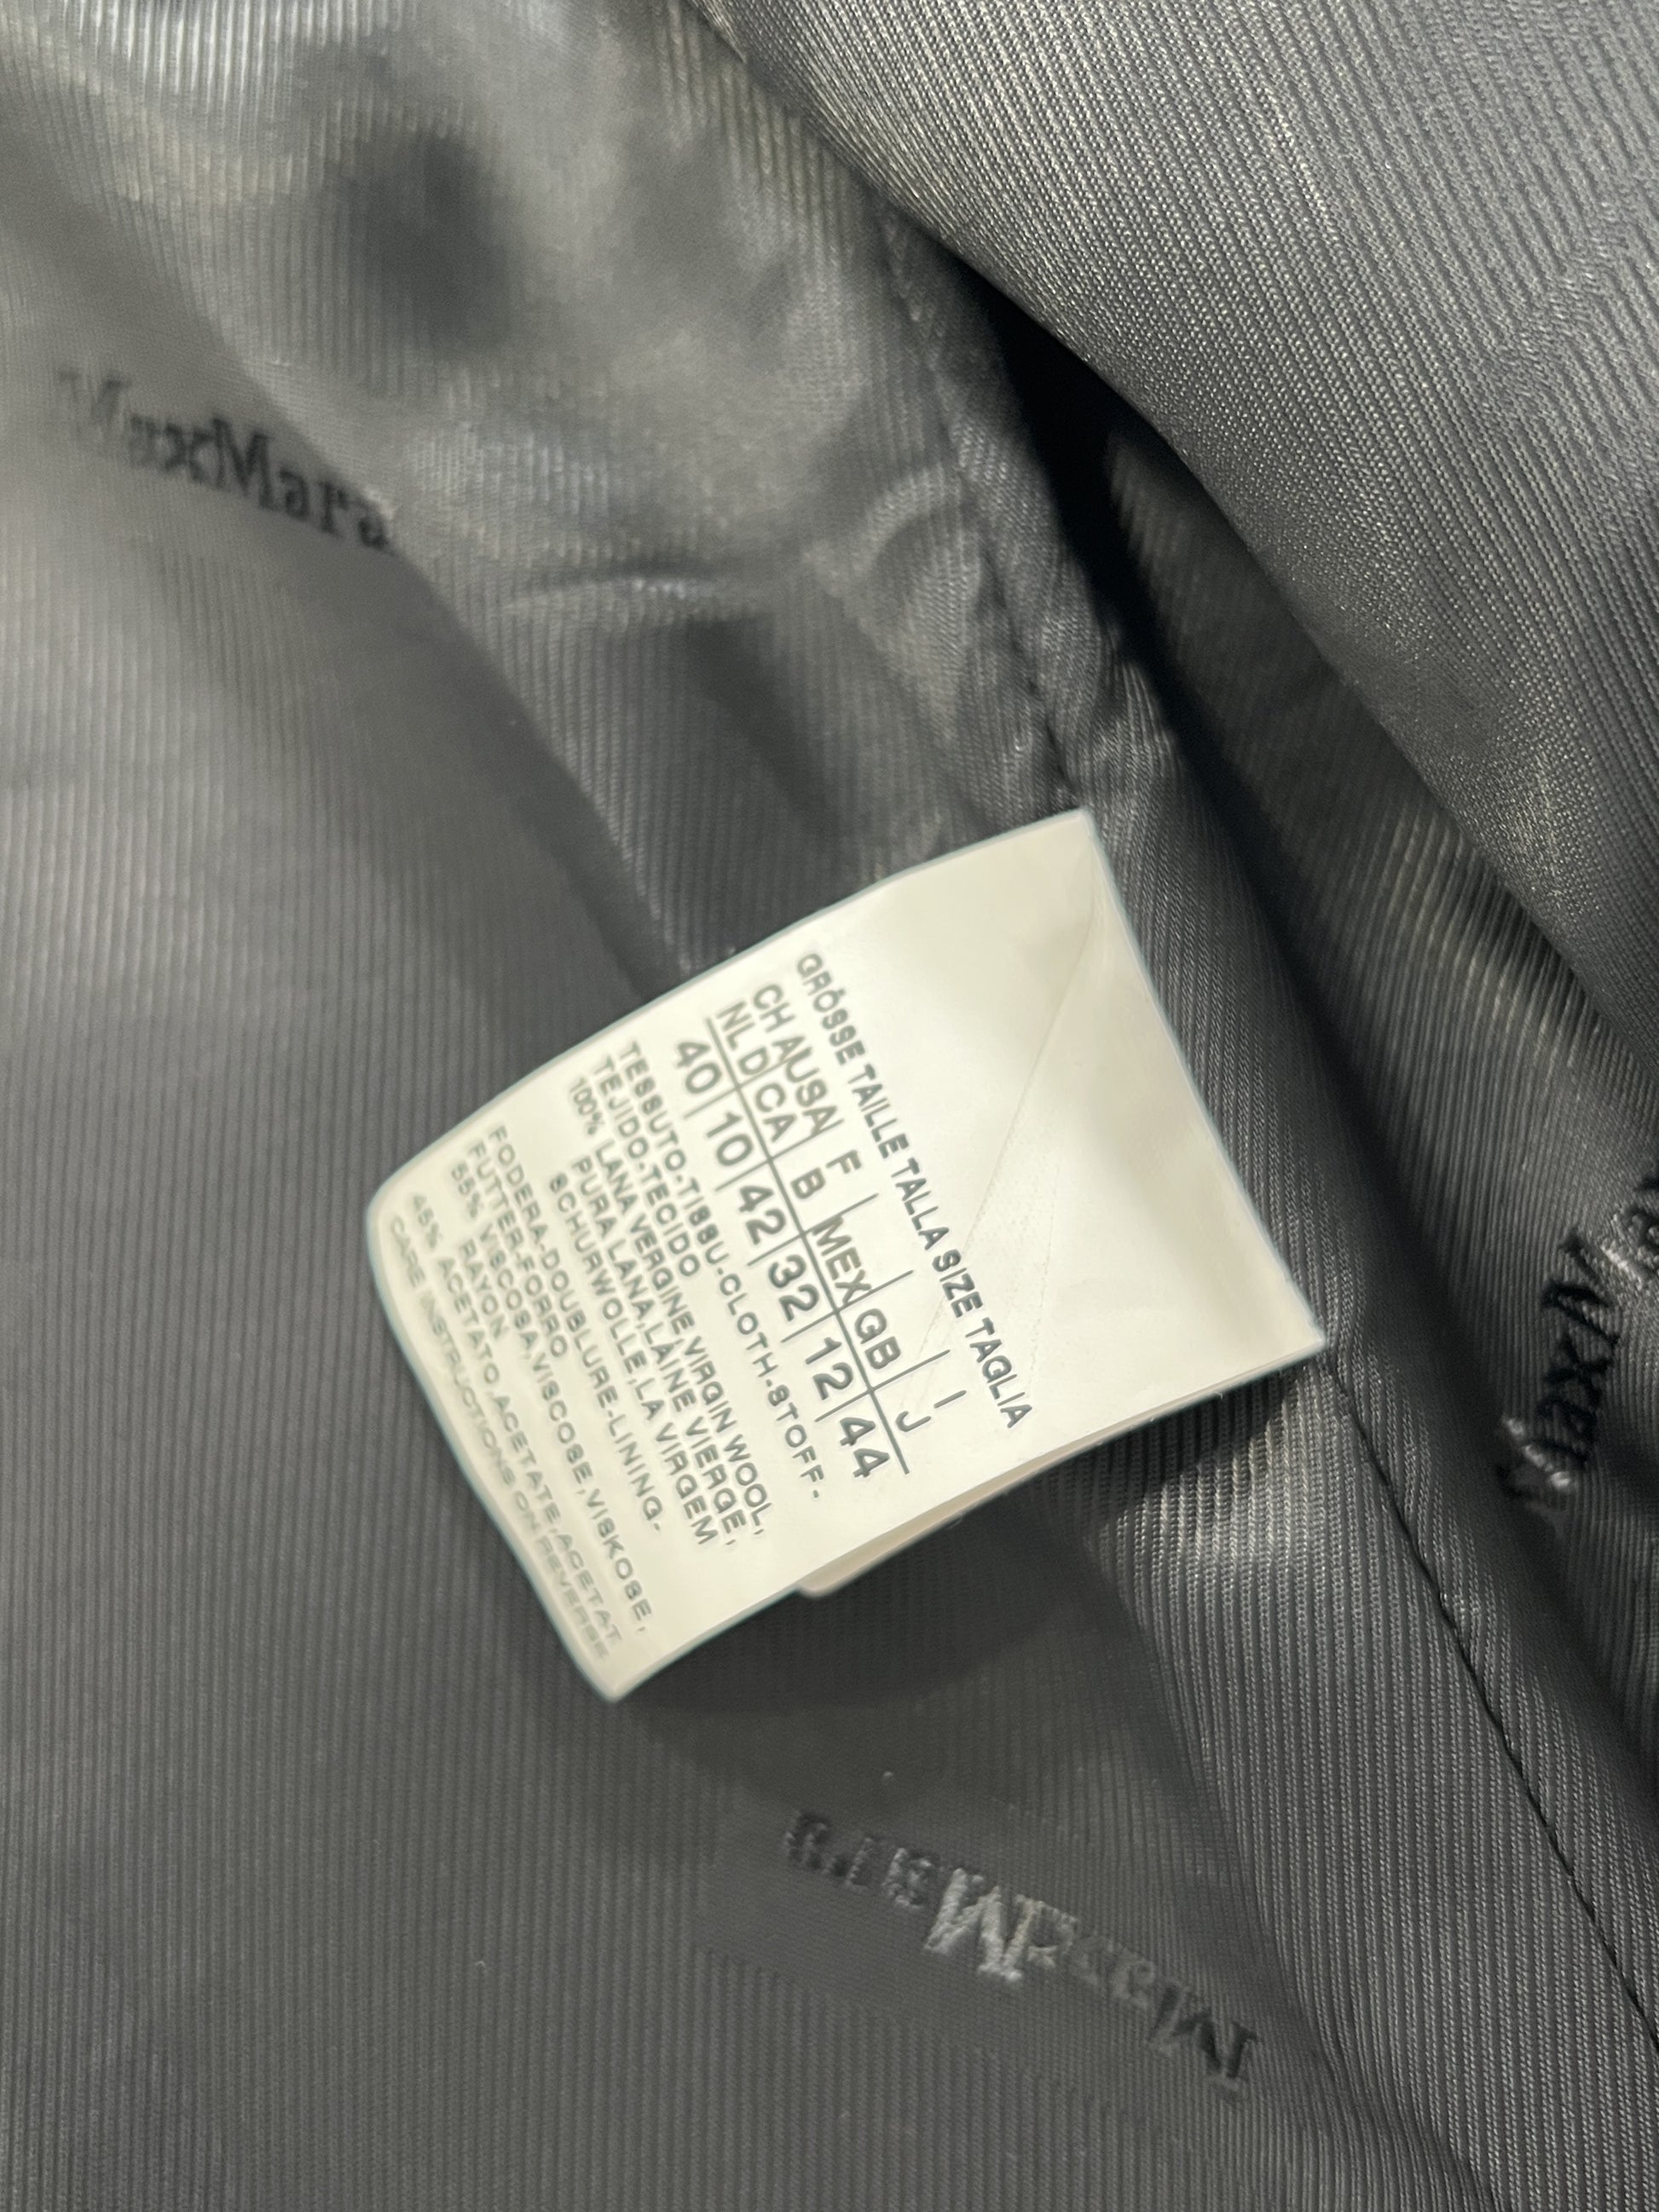 MaxMara
GRÖSSE TAILLE TALLA SIZE TAGLIA
CH A USA F I
NL D CA B MEX GB J
40 10 42 32 12 44
TESSUTO-TISSU-CLOTH-STOFF-
TEJIDO-TECIDO
100% LANA VERGINE,VIRGIN WOOL,
PURA LANA,LAINE VIERGE,
SCHURWOLLE,LA VIRGEM
FODERA-DOUBLURE-LINING-
FUTTER-FORRO
55% VISCOSA,VISCOSE,VISKOSE,
RAYON
45% ACETATO,ACETATE,ACETAT
CARE INSTRUCTIONS ON REVERSE
MaxMara
MaxMara